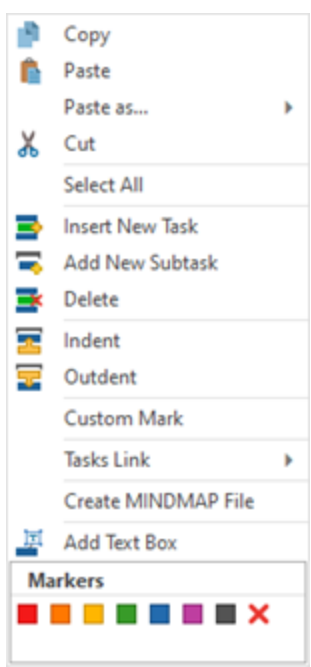 Copy
Paste
Paste as...
Cut
Select All
Insert New Task
Add New Subtask
Delete
Indent
Outdent
Custom Mark
Tasks Link
Create MINDMAP File
Add Text Box
Markers